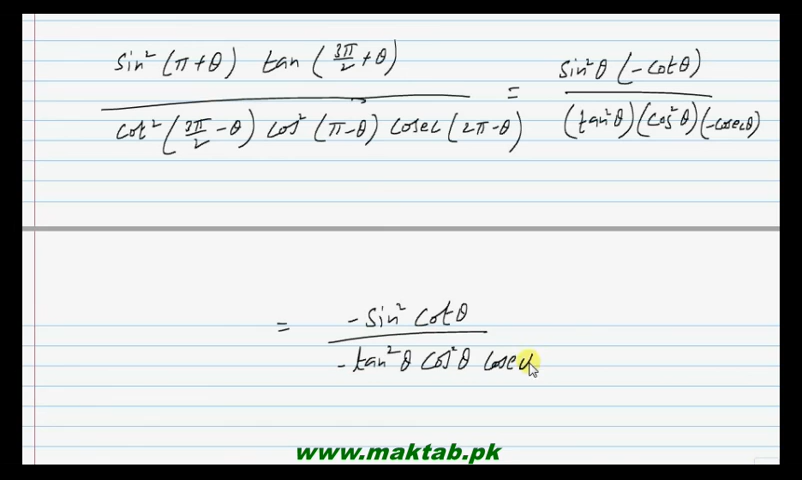 sin² (π+θ) tan (3π/2 + θ)
cot² (3π/2 - θ) cos² (π-θ) cosec (2π-θ)
= sin²θ (-cotθ)
(tan²θ)(cos²θ)(-cosecθ)
= -sin² cotθ
-tan²θ cos²θ cosec
www.maktab.pk